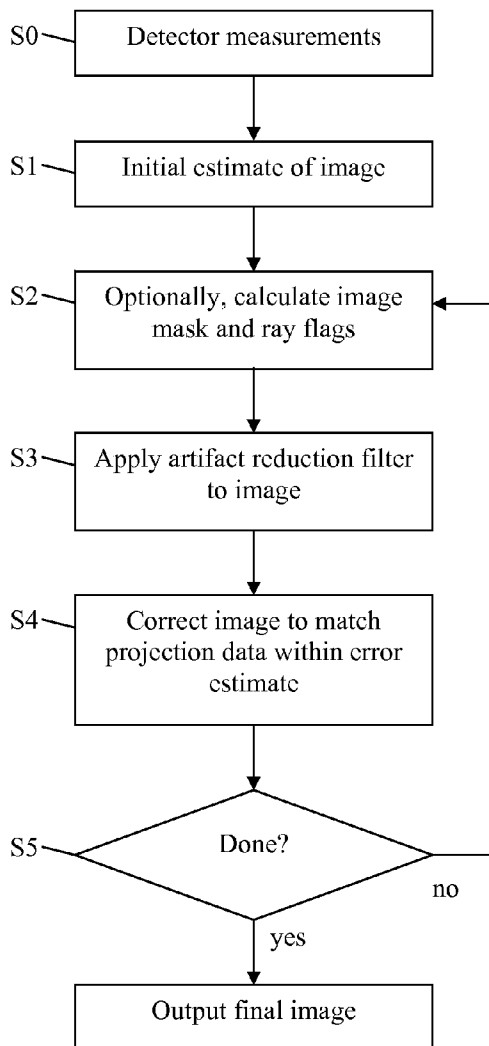 S0
Detector measurements
S1
Initial estimate of image
S2
Optionally, calculate image
mask and ray flags
S3
Apply artifact reduction filter
to image
S4
Correct image to match
projection data within error
estimate
S5
Done?
no
yes
Output final image